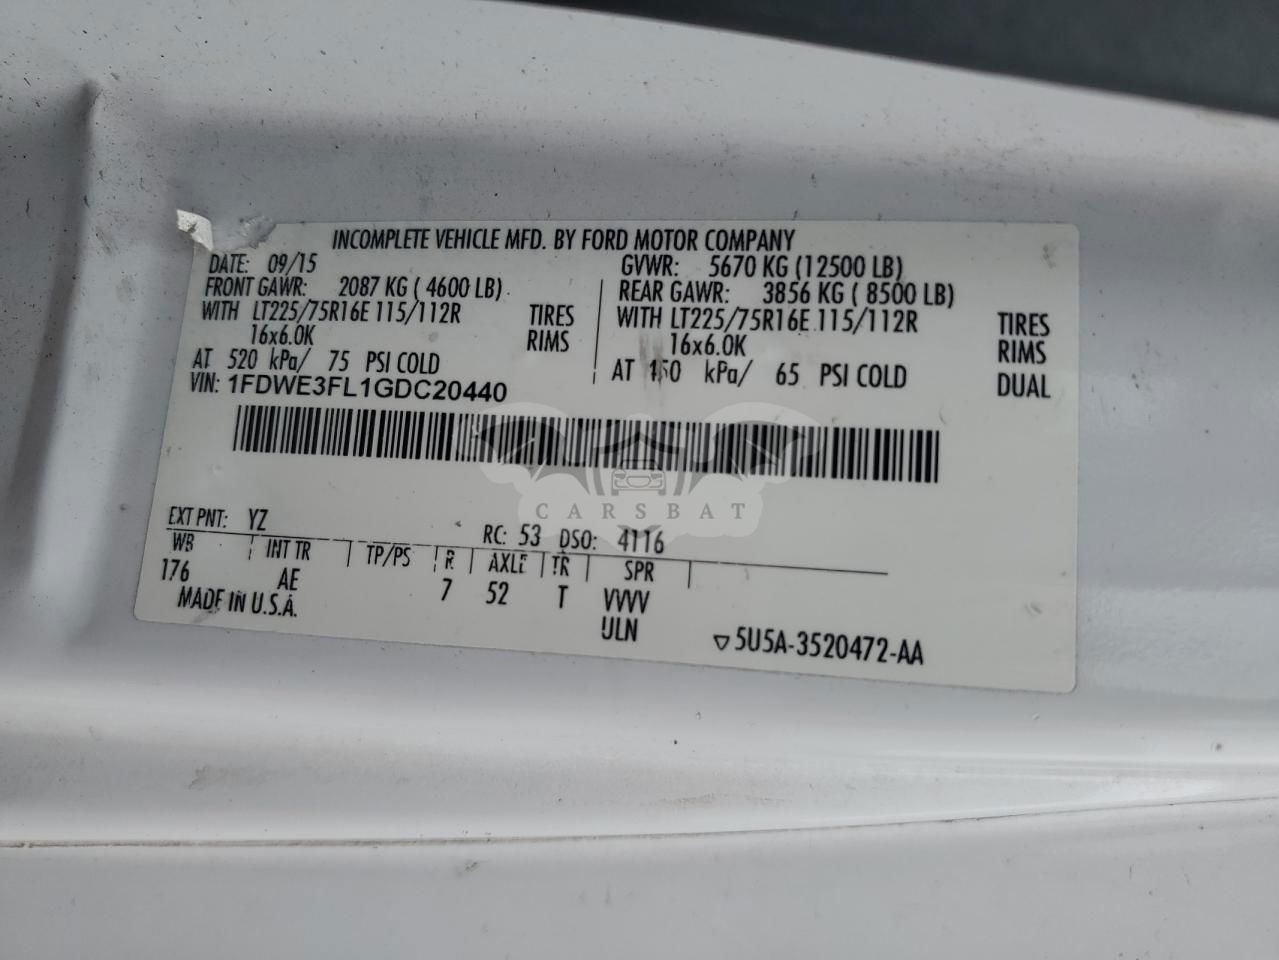 INCOMPLETE VEHICLE MFD. BY FORD MOTOR COMPANY
DATE: 09/15 GVWR: 5670 KG (12500 LB)
FRONT GAWR: 2087 KG ( 4600 LB) REAR GAWR: 3856 KG ( 8500 LB)
WITH LT225/75R16E 115/112R TIRES WITH LT225/75R16E 115/112R TIRES
16x6.0K RIMS 16x6.0K RIMS
AT 520 kPa/ 75 PSI COLD AT kPa/ 65 PSI COLD DUAL
VIN: 1FDWE3FL1GDC20440
CARSBAT
EXT PNT: YZ RC: 53 DSO: 4116
WB INT TR TP/PS R AXLE TR SPR
176 AE 7 52 T VVVV
MADE IN U.S.A. ULN
5U5A-3520472-AA